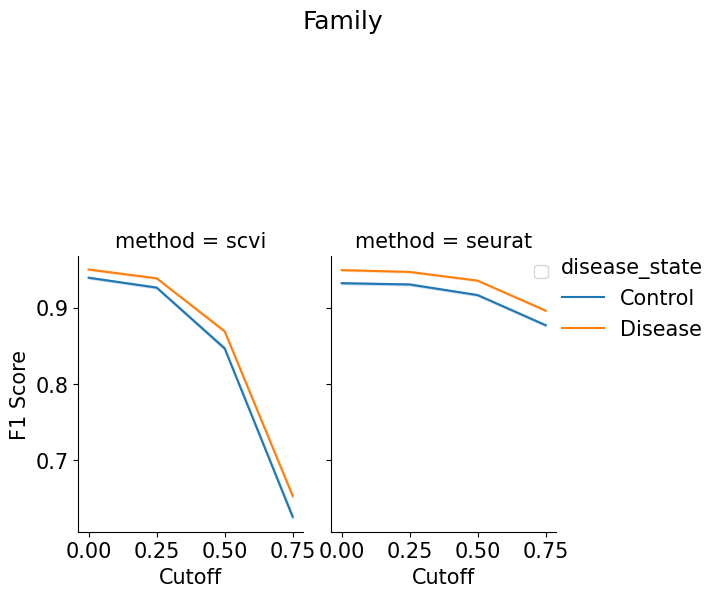 Family
method = scvi
method = seurat
disease_state
Control
Disease
F1 Score
0.9
0.8
0.7
0.00 0.25 0.50 0.75
0.00 0.25 0.50 0.75
Cutoff
Cutoff